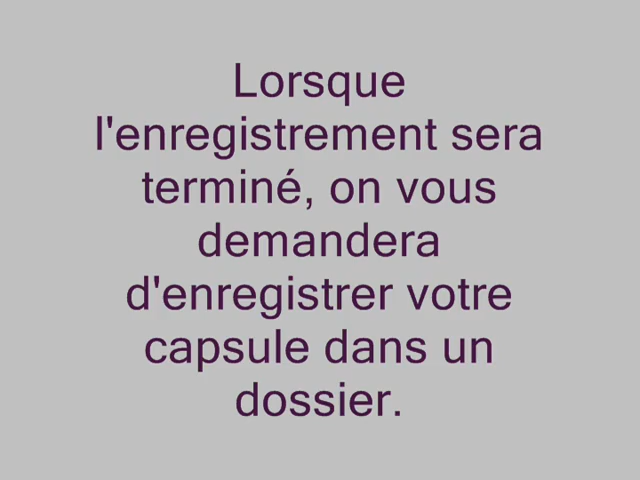 Lorsque
l'enregistrement sera
terminé, on vous
demandera
d'enregistrer votre
capsule dans un
dossier.